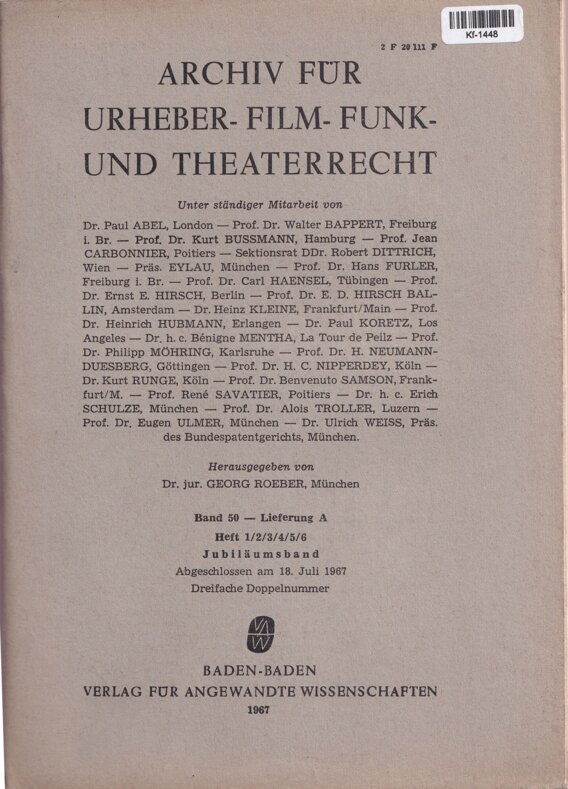 Kf-1448
2 F 20 111 F
ARCHIV FÜR
URHEBER- FILM- FUNK-
UND THEATERRECHT
Unter ständiger Mitarbeit von
Dr. Paul ABEL, London — Prof. Dr. Walter BAPPERT, Freiburg
i. Br. — Prof. Dr. Kurt BUSSMANN, Hamburg — Prof. Jean
CARBONNIER, Poitiers — Sektionsrat DDr. Robert DITTRICH,
Wien — Präs. EYLAU, München — Prof. Dr. Hans FURLER,
Freiburg i. Br. — Prof. Dr. Carl HAENSEL, Tübingen — Prof.
Dr. Ernst E. HIRSCH, Berlin — Prof. Dr. E. D. HIRSCH BAL-
LIN, Amsterdam — Dr. Heinz KLEINE, Frankfurt/Main — Prof.
Dr. Heinrich HUBMANN, Erlangen — Dr. Paul KORETZ, Los
Angeles — Dr. h. c. Bénigne MENTHA, La Tour de Peilz — Prof.
Dr. Philipp MÖHRING, Karlsruhe — Prof. Dr. H. NEUMANN-
DUESBERG, Göttingen — Prof. Dr. H. C. NIPPERDEY, Köln —
Dr. Kurt RUNGE, Köln — Prof. Dr. Benvenuto SAMSON, Frank-
furt/M. — Prof. René SAVATIER, Poitiers — Dr. h. c. Erich
SCHULZE, München — Prof. Dr. Alois TROLLER, Luzern —
Prof. Dr. Eugen ULMER, München — Dr. Ulrich WEISS, Präs.
des Bundespatentgerichts, München.
Herausgegeben von
Dr. jur. GEORG ROEBER, München
Band 50 — Lieferung A
Heft 1/2/3/4/5/6
Jubiläumsband
Abgeschlossen am 18. Juli 1967
Dreifache Doppelnummer
VAW
BADEN-BADEN
VERLAG FÜR ANGEWANDTE WISSENSCHAFTEN
1967